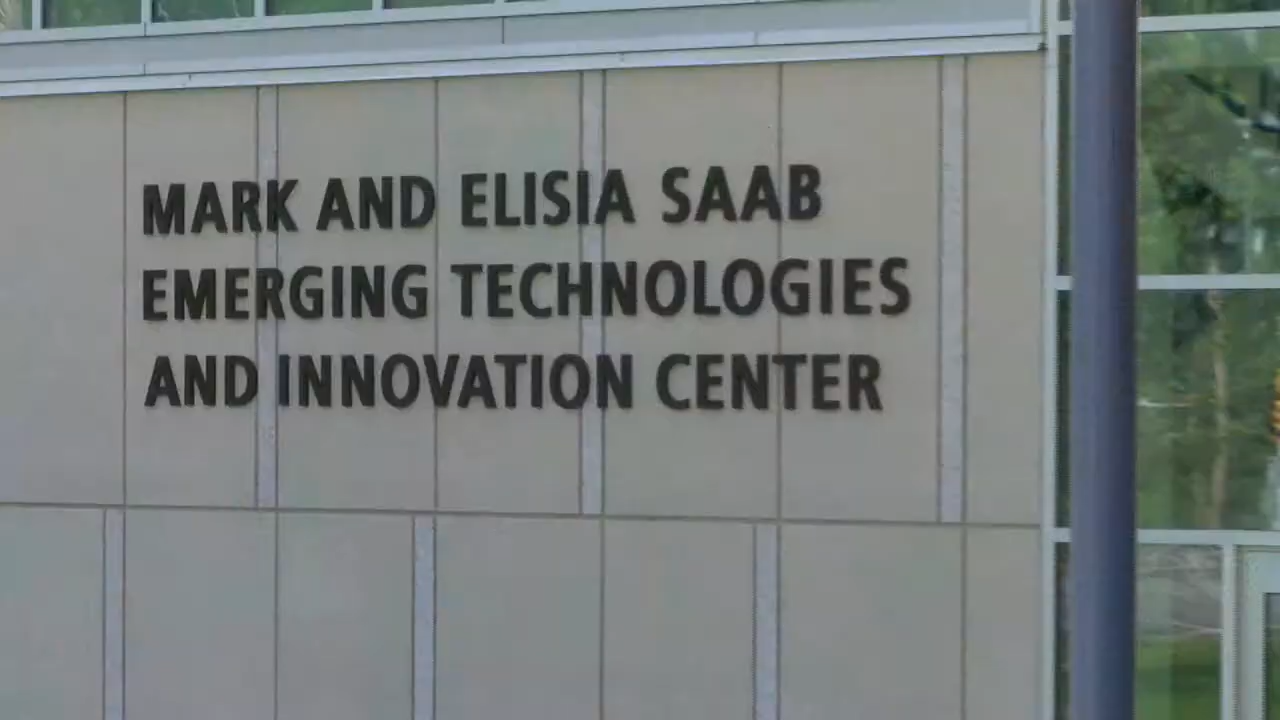 MARK AND ELISIA SAAB
EMERGING TECHNOLOGIES
AND INNOVATION CENTER